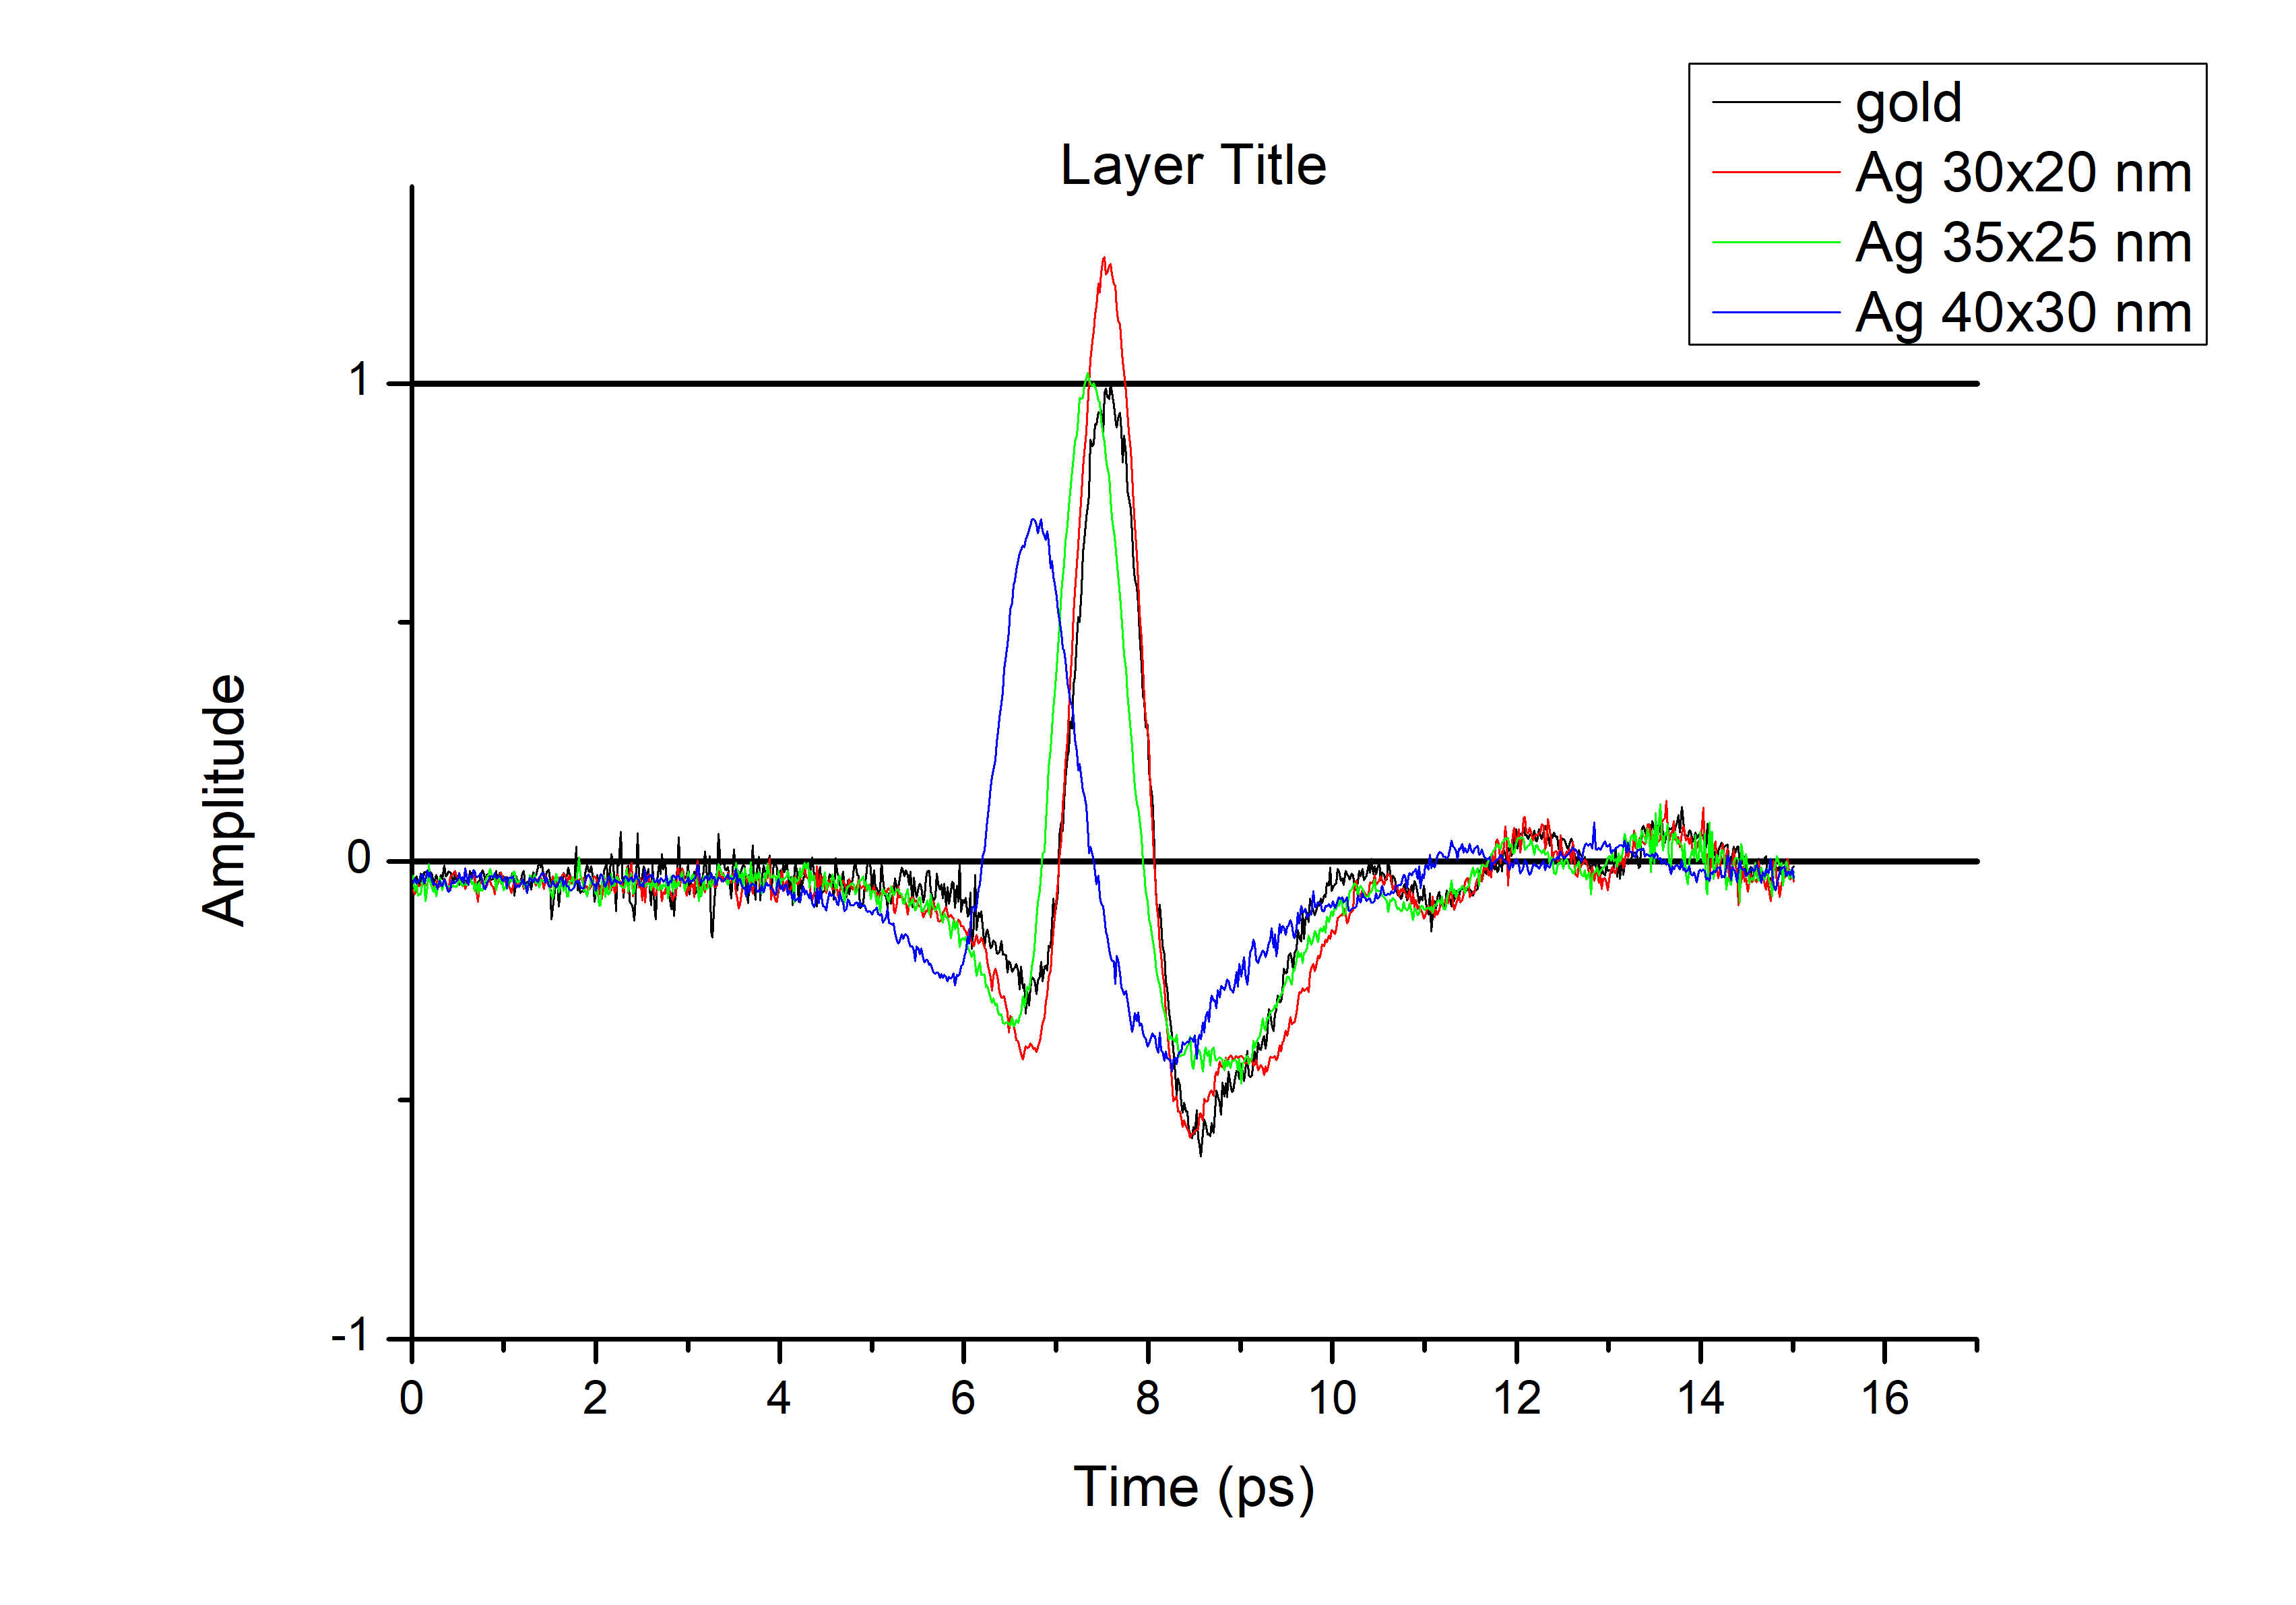 gold
Ag 30x20 nm
Ag 35x25 nm
Ag 40x30 nm
Layer Title
1
0
-1
Amplitude
0 2 4 6 8 10 12 14 16
Time (ps)